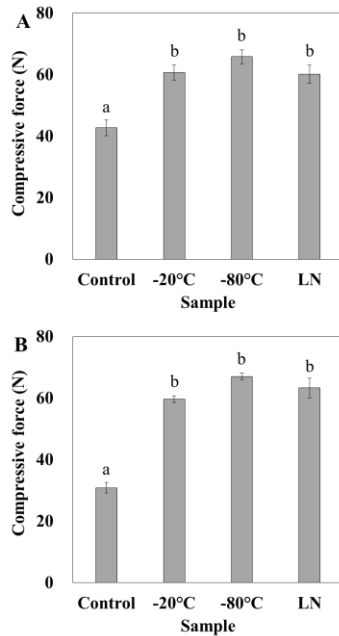 A
Compressive force (N)
80
60
40
20
0
a
b
b
b
Control -20°C -80°C LN
Sample
B
Compressive force (N)
80
60
40
20
0
a
b
b
b
Control -20°C -80°C LN
Sample